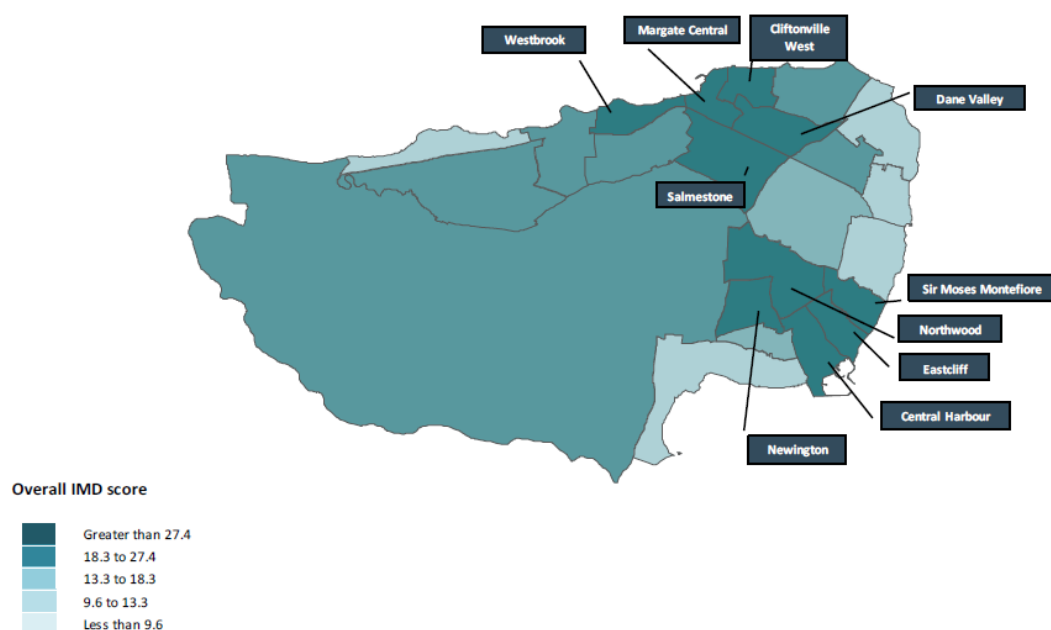 Cliftonville
West
Margate Central
Westbrook
Dane Valley
Salmestone
Sir Moses Montefiore
Northwood
Eastcliff
Central Harbour
Newington
Overall IMD score
Greater than 27.4
18.3 to 27.4
13.3 to 18.3
9.6 to 13.3
Less than 9.6